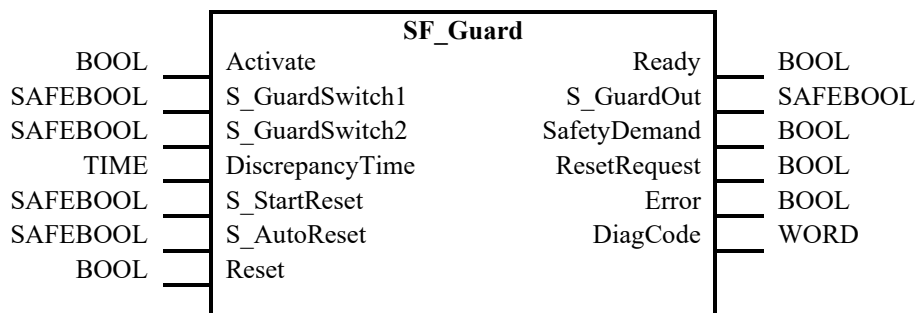 SF_Guard
BOOL Activate Ready BOOL
SAFEBOOL S_GuardSwitch1 S_GuardOut SAFEBOOL
SAFEBOOL S_GuardSwitch2 SafetyDemand BOOL
TIME DiscrepancyTime ResetRequest BOOL
SAFEBOOL S_StartReset Error BOOL
SAFEBOOL S_AutoReset DiagCode WORD
BOOL Reset